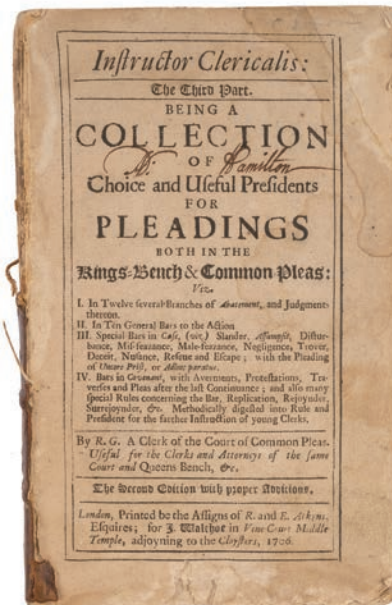 Instructor Clericalis:
The Third Part.
BEING A
COLLECTION
OF
A. Hamilton
Choice and Useful Presidents
FOR
PLEADINGS
BOTH IN THE
Kings-Bench & Common Pleas:
Viz.
I. In Twelve several Branches of Abatement, and Judgment
thereon.
II. In Ten General Bars to the Action
III. Special Bars in Case, (viz) Slander, Assumpsit, Distur-
bance, Mis-feasance, Male-feazance, Negligence, Trover,
Deceit, Nusance, Rescue and Escape; with the Pleading
of Uncore Prist, or Adhuc paratus.
IV. Bars in Covenant, with Averments, Protestations, Tra-
verses and Pleas after the last Continuance; and also many
special Rules concerning the Bar, Replication, Rejoynder,
Surrejoynder, &c. Methodically digested into Rule and
President for the farther Instruction of young Clerks.
By R. G. A Clerk of the Court of Common Pleas.
Useful for the Clerks and Attorneys of the same
Court and Queens Bench, &c.
The Second Edition with proper Additions.
London, Printed be the Assigns of R. and E. Atkins,
Esquires; for J. Walthoe in Vine-Court Middle
Temple, adjoyning to the Cloysters, 1706.